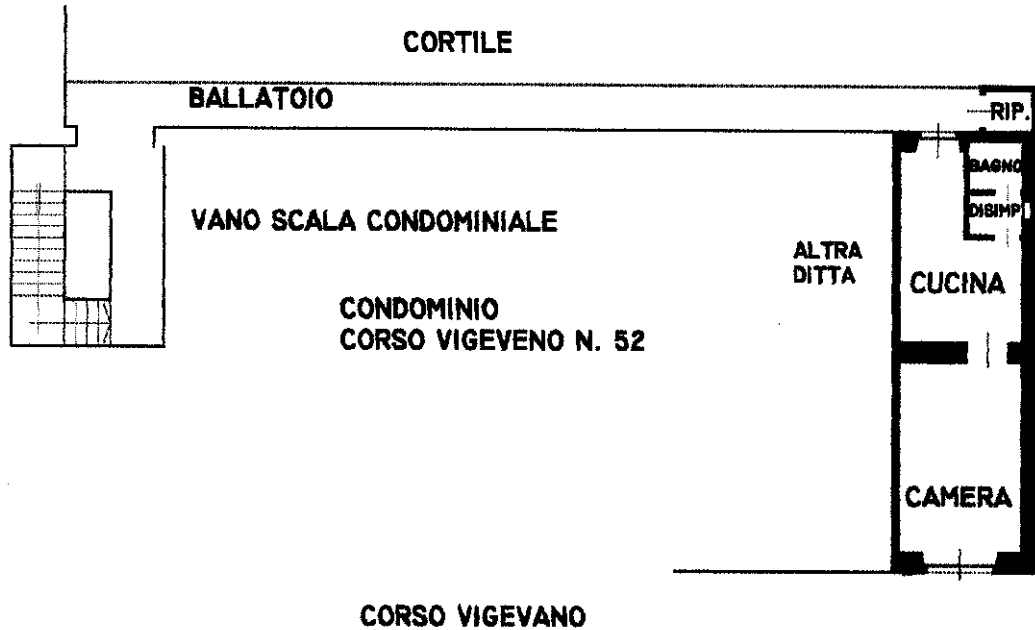 CORTILE
BALLATOIO
RIP.
BAGNO
DISIMP
VANO SCALA CONDOMINIALE
ALTRA
DITTA
CUCINA
CONDOMINIO
CORSO VIGEVENO N. 52
CAMERA
CORSO VIGEVANO